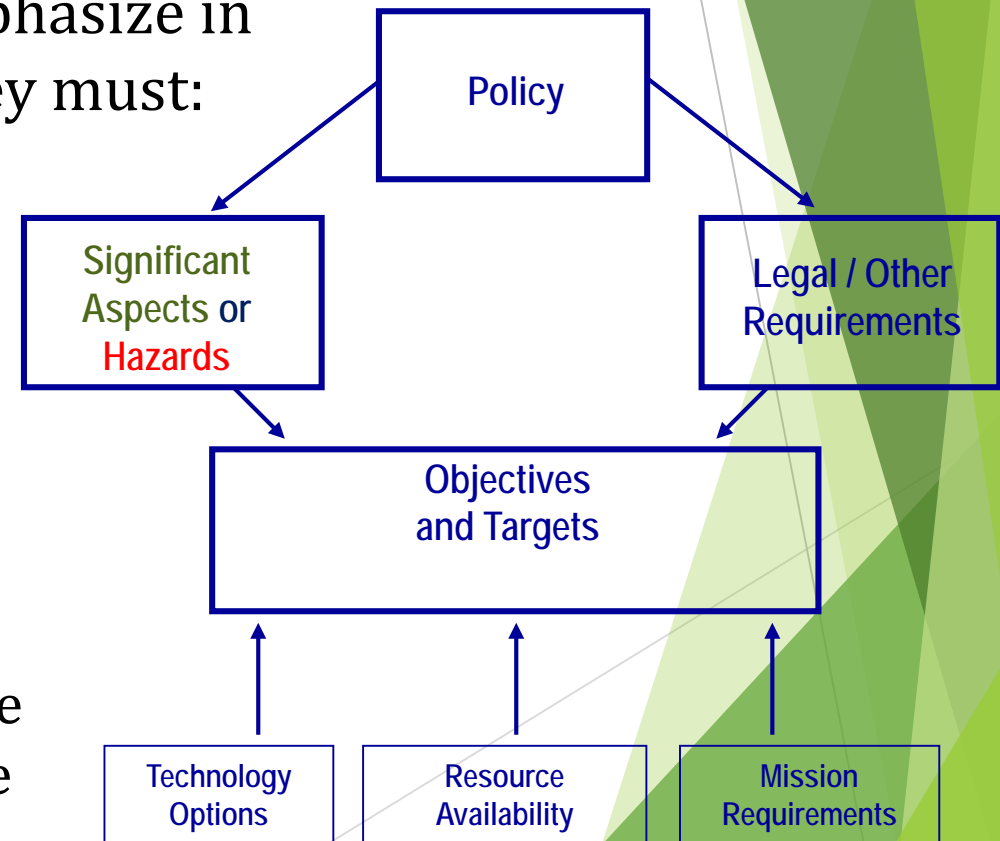 phasize in
ey must:
Policy
Significant
Aspects or
Hazards
Legal / Other
Requirements
Objectives
and Targets
e
e
Technology
Options
Resource
Availability
Mission
Requirements